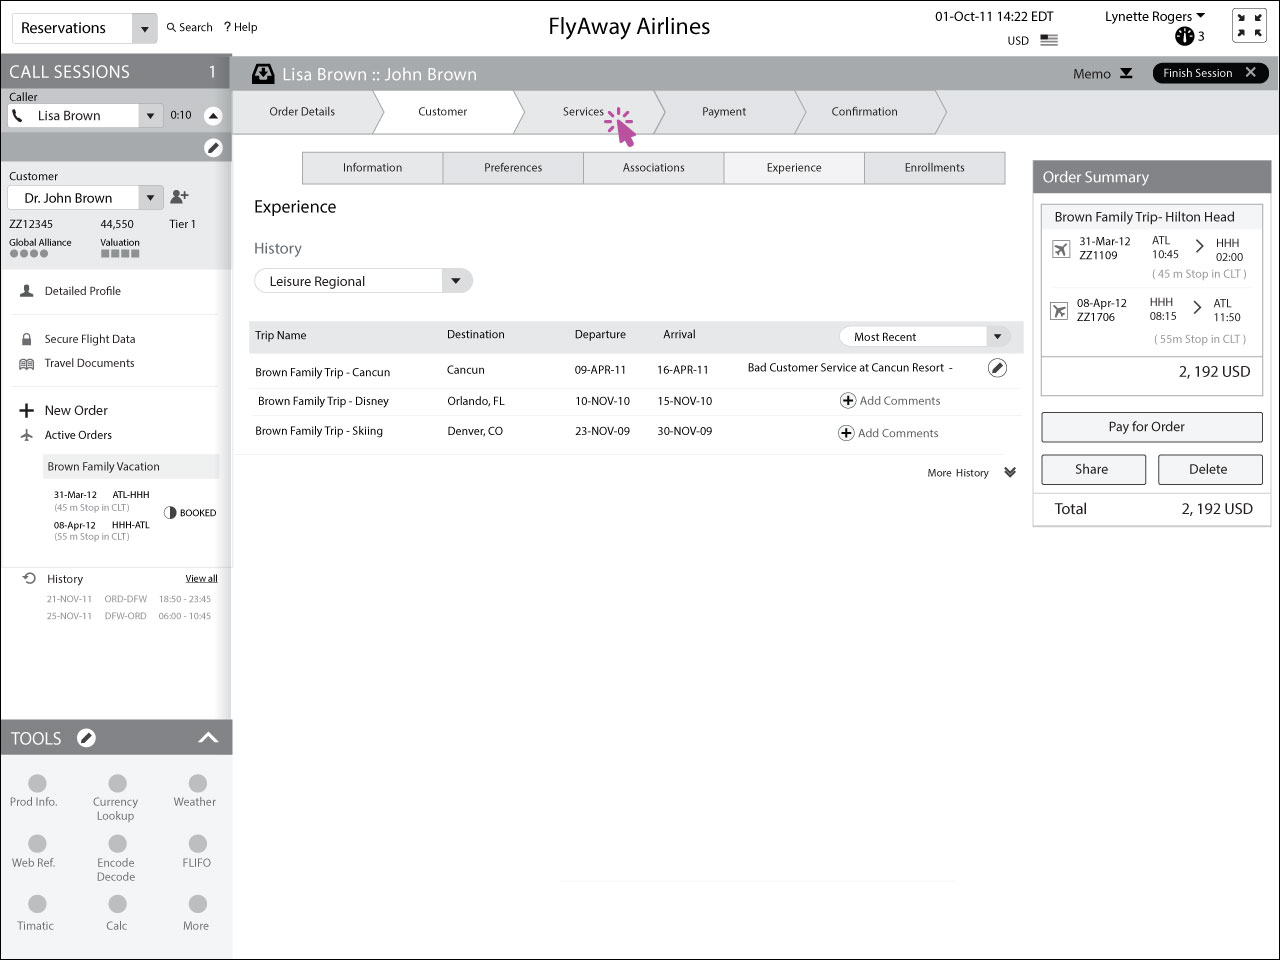 Reservations
Search
? Help
FlyAway Airlines
01-Oct-11 14:22 EDT
USD
Lynette Rogers
3
CALL SESSIONS 1
Caller
Lisa Brown
0:10
Lisa Brown :: John Brown
Memo
Finish Session X
Order Details
Customer
Services
Payment
Confirmation
Customer
Dr. John Brown
ZZ12345 44,550 Tier 1
Global Alliance Valuation
Detailed Profile
Secure Flight Data
Travel Documents
New Order
Active Orders
Brown Family Vacation
31-Mar-12 ATL-HHH
(45 m Stop in CLT)
08-Apr-12 HHH-ATL
(55 m Stop in CLT)
BOOKED
History View all
21-NOV-11 ORD-DFW 18:50 - 23:45
25-NOV-11 DFW-ORD 06:00 - 10:45
TOOLS
Prod Info.
Currency
Lookup
Weather
Web Ref.
Encode
Decode
FLIFO
Timatic
Calc
More
Information
Preferences
Associations
Experience
Enrollments
Experience
History
Leisure Regional
Trip Name Destination Departure Arrival Most Recent
Brown Family Trip - Cancun Cancun 09-APR-11 16-APR-11 Bad Customer Service at Cancun Resort -
Brown Family Trip - Disney Orlando, FL 10-NOV-10 15-NOV-10 Add Comments
Brown Family Trip - Skiing Denver, CO 23-NOV-09 30-NOV-09 Add Comments
More History
Order Summary
Brown Family Trip- Hilton Head
31-Mar-12 ATL HHH
ZZ1109 10:45 02:00
( 45 m Stop in CLT )
08-Apr-12 HHH ATL
ZZ1706 08:15 11:50
( 55m Stop in CLT )
2, 192 USD
Pay for Order
Share
Delete
Total 2, 192 USD